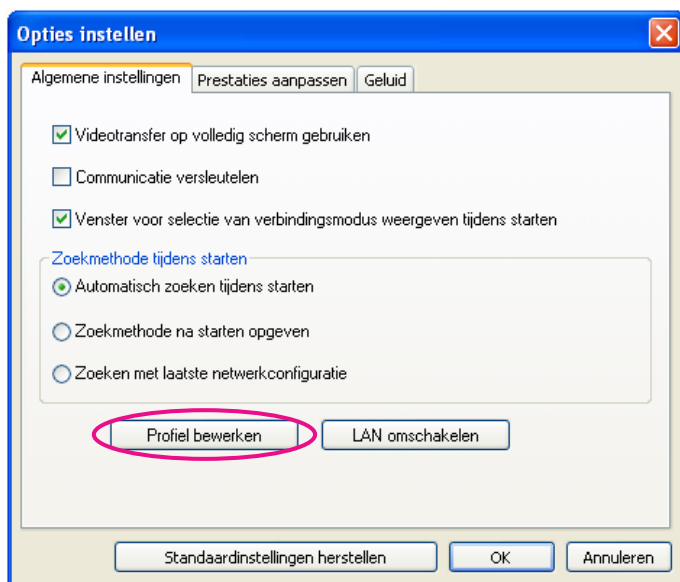 Opties instellen
Algemene instellingen Prestaties aanpassen Geluid
Videotransfer op volledig scherm gebruiken
Communicatie versleutelen
Venster voor selectie van verbindingsmodus weergeven tijdens starten
Zoekmethode tijdens starten
Automatisch zoeken tijdens starten
Zoekmethode na starten opgeven
Zoeken met laatste netwerkconfiguratie
Profiel bewerken LAN omschakelen
Standaardinstellingen herstellen OK Annuleren